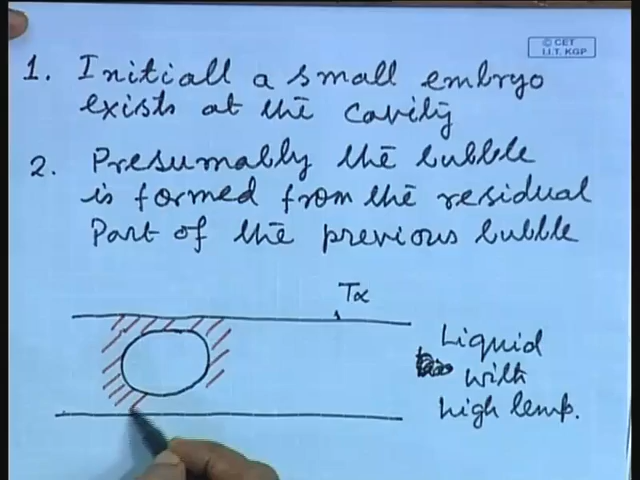 © CET
I.I.T. KGP
1. Initiall a small embryo
exists at the cavity
2. Presumably the bubble
is formed from the residual
Part of the previous bubble
T∝
Liquid
with
high temp.